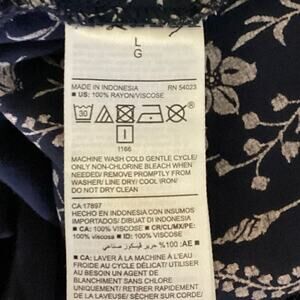 L
G
MADE IN INDONESIA RN 54023
■ US: 100% RAYON/VISCOSE
30
I
1166
MACHINE WASH COLD GENTLE CYCLE/
ONLY NON-CHLORINE BLEACH WHEN
NEEDED/ REMOVE PROMPTLY FROM
WASHER/ LINE DRY/ COOL IRON/
DO NOT DRY CLEAN
CA 17897
HECHO EN INDONESIA CON INSUMOS
IMPORTADOS/ DIBUAT DI INDONESIA
■ CA: 100% VISCOSE ■ CR/CL/MX/PE:
100% viscosa ■ ID: 100% VISCOSE
■ AE: 100% حرير فيسكوز صناعي
■ CA: LAVER À LA MACHINE À L'EAU
FROIDE AU CYCLE DÉLICAT/ UTILISER
AU BESOIN UN AGENT DE
BLANCHIMENT SANS CHLORE
UNIQUEMENT/ RETIRER RAPIDEMENT
DE LA LAVEUSE/ SÉCHER SUR CORDE/